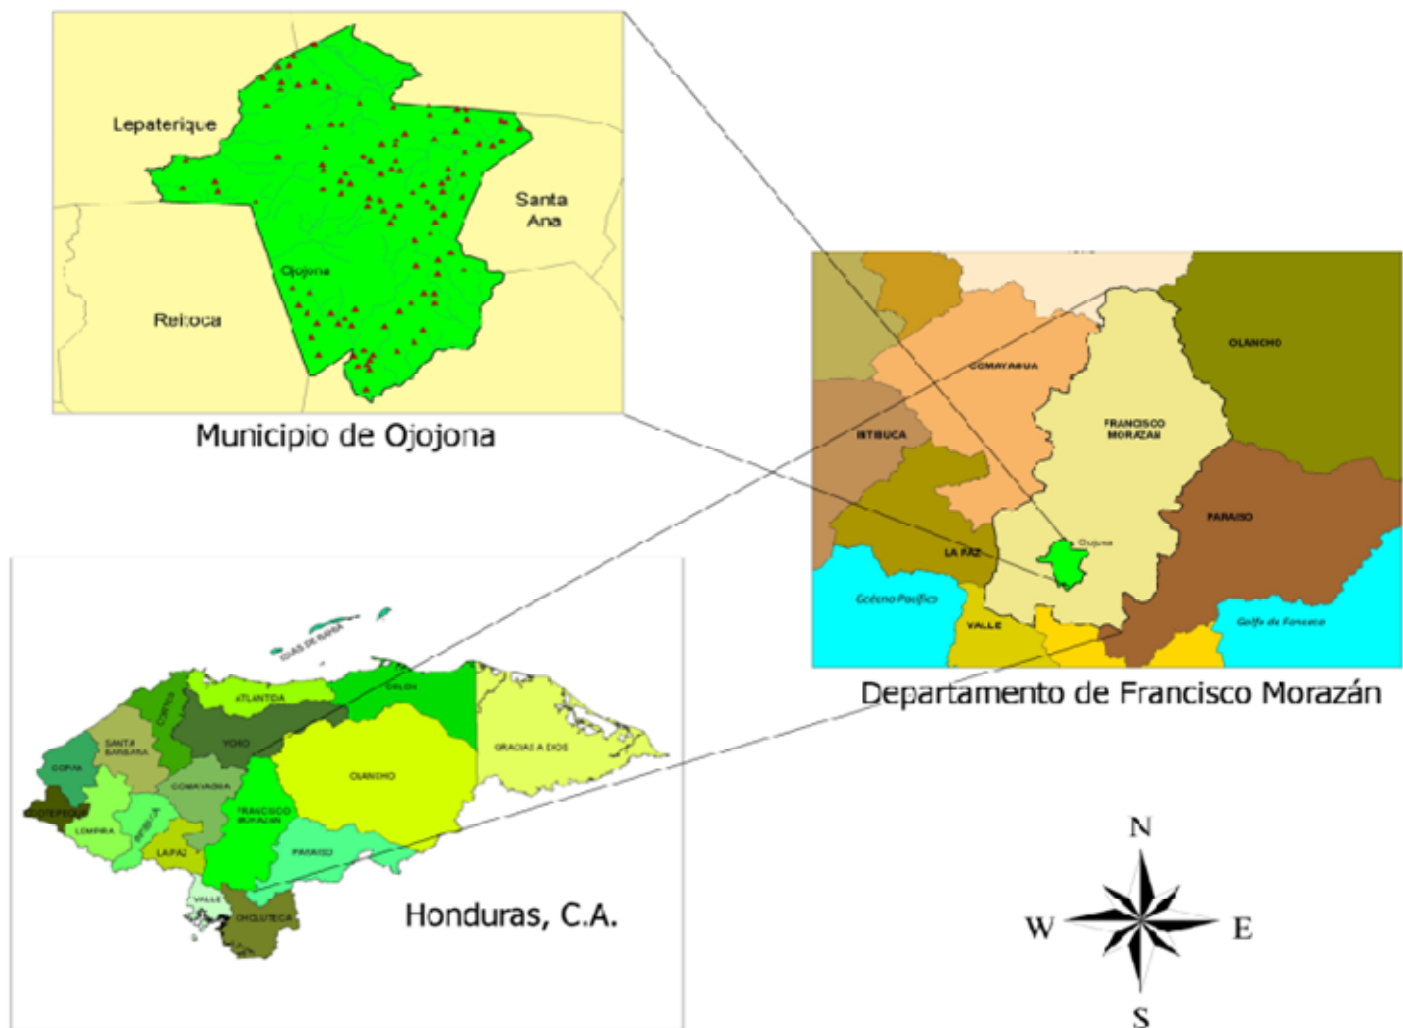 Lepaterique
Santa
Ana
Ojojona
Reitoca
Municipio de Ojojona
OLANCHO
COMAYAGUA
FRANCISCO
MORAZAN
INTIBUCA
PARAISO
LA PAZ
Ojojona
Océano Pacífico
Golfo de Fonseca
VALLE
Departamento de Francisco Morazán
ISLAS DE BAHIA
COLON
ATLANTIDA
CORTES
SANTA
BARBARA
YORO
GRACIAS A DIOS
COPAN
OLANCHO
COMAYAGUA
FRANCISCO
MORAZAN
OCOTEPEQUE
LEMPIRA
INTIBUCA
LA PAZ
PARAISO
VALLE
CHOLUTECA
Honduras, C.A.
N
W
E
S